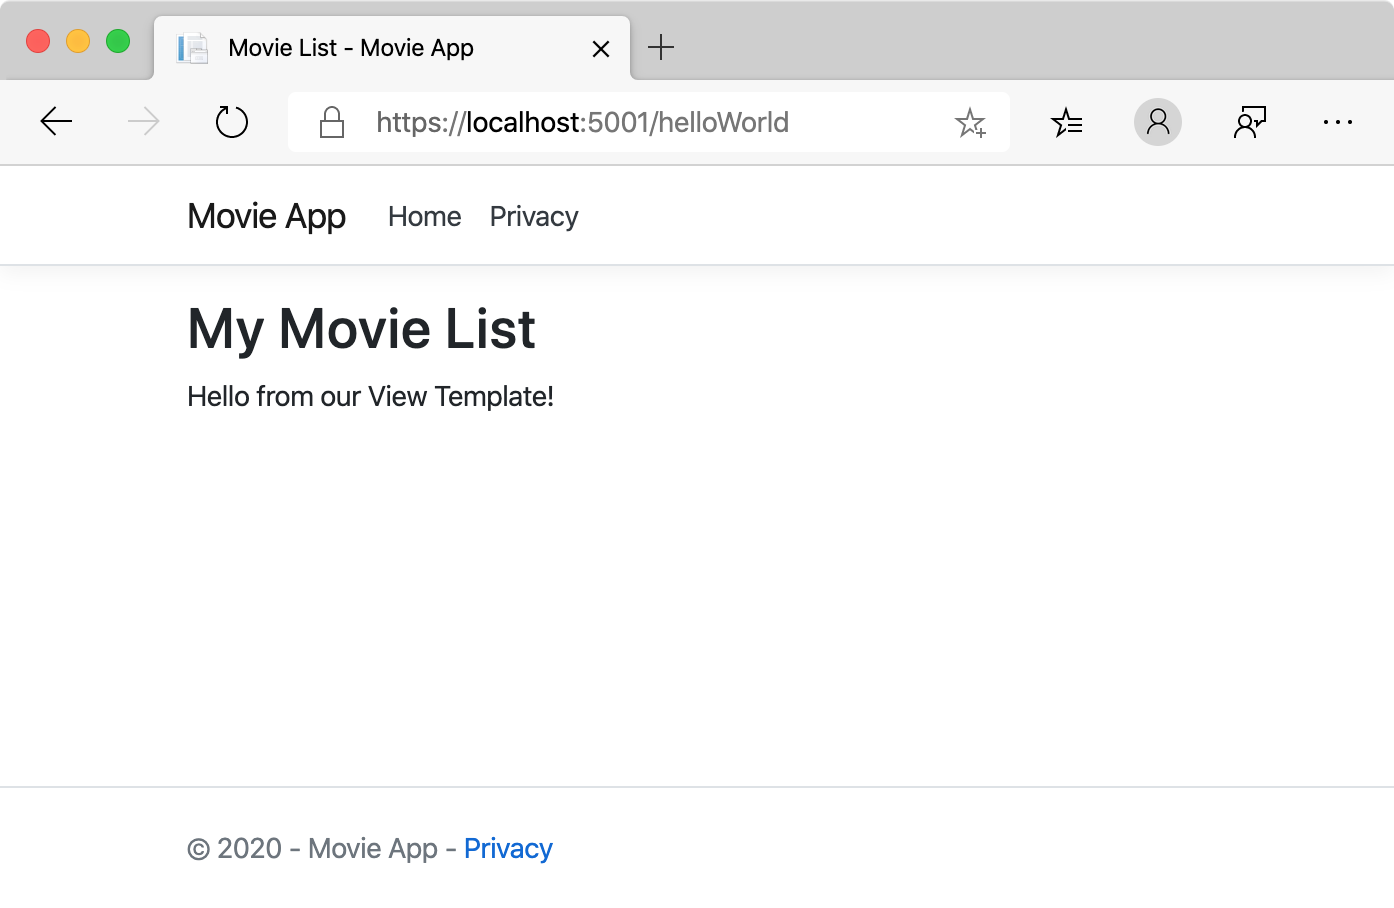 Movie List - Movie App
https://localhost:5001/helloWorld
Movie App Home Privacy
My Movie List
Hello from our View Template!
© 2020 - Movie App - Privacy